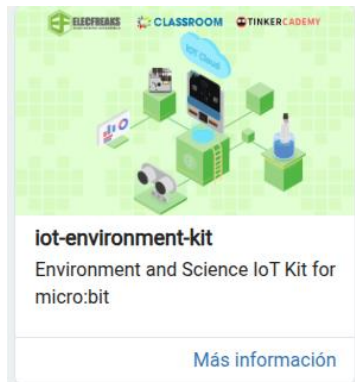 ELECFREAKS CLASSROOM TINKERCADEMY
IOT Cloud
iot-environment-kit
Environment and Science IoT Kit for
micro:bit
Más información